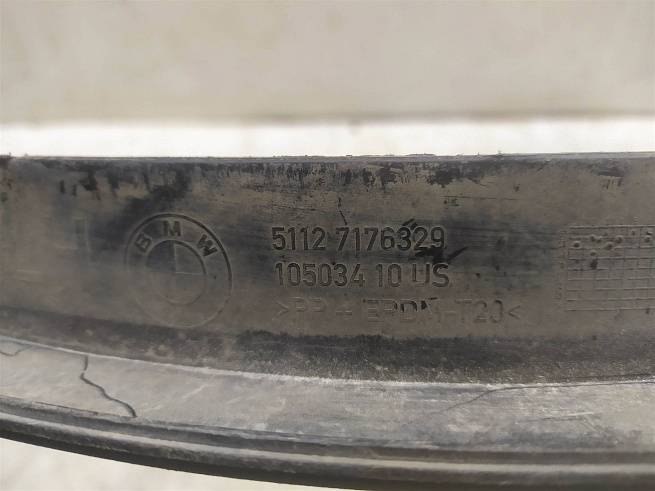 BMW
5112 7176329
105034 10 US
>PP + EPDM-T20<